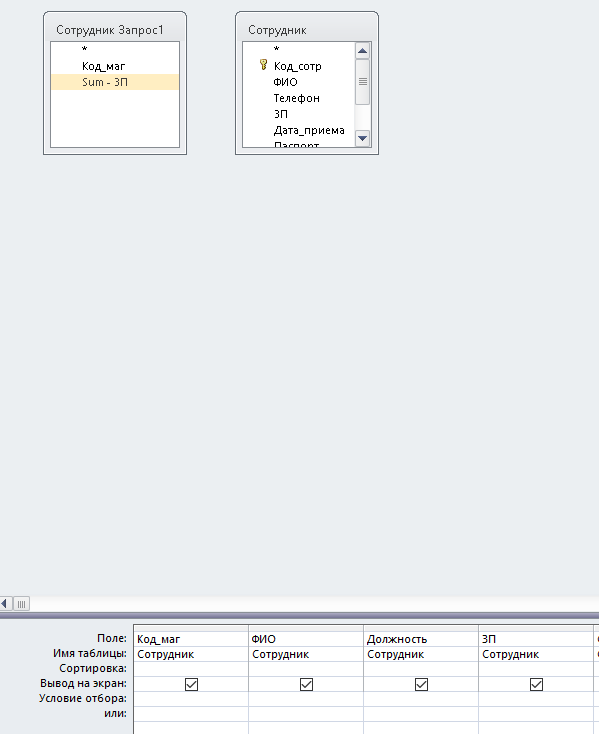 Сотрудник Запрос1
*
Код_маг
Sum - ЗП
Сотрудник
*
Код_сотр
ФИО
Телефон
ЗП
Дата_приема
Паспорт
Поле: Код_маг ФИО Должность ЗП
Имя таблицы: Сотрудник Сотрудник Сотрудник Сотрудник
Сортировка:
Вывод на экран:
Условие отбора:
или: